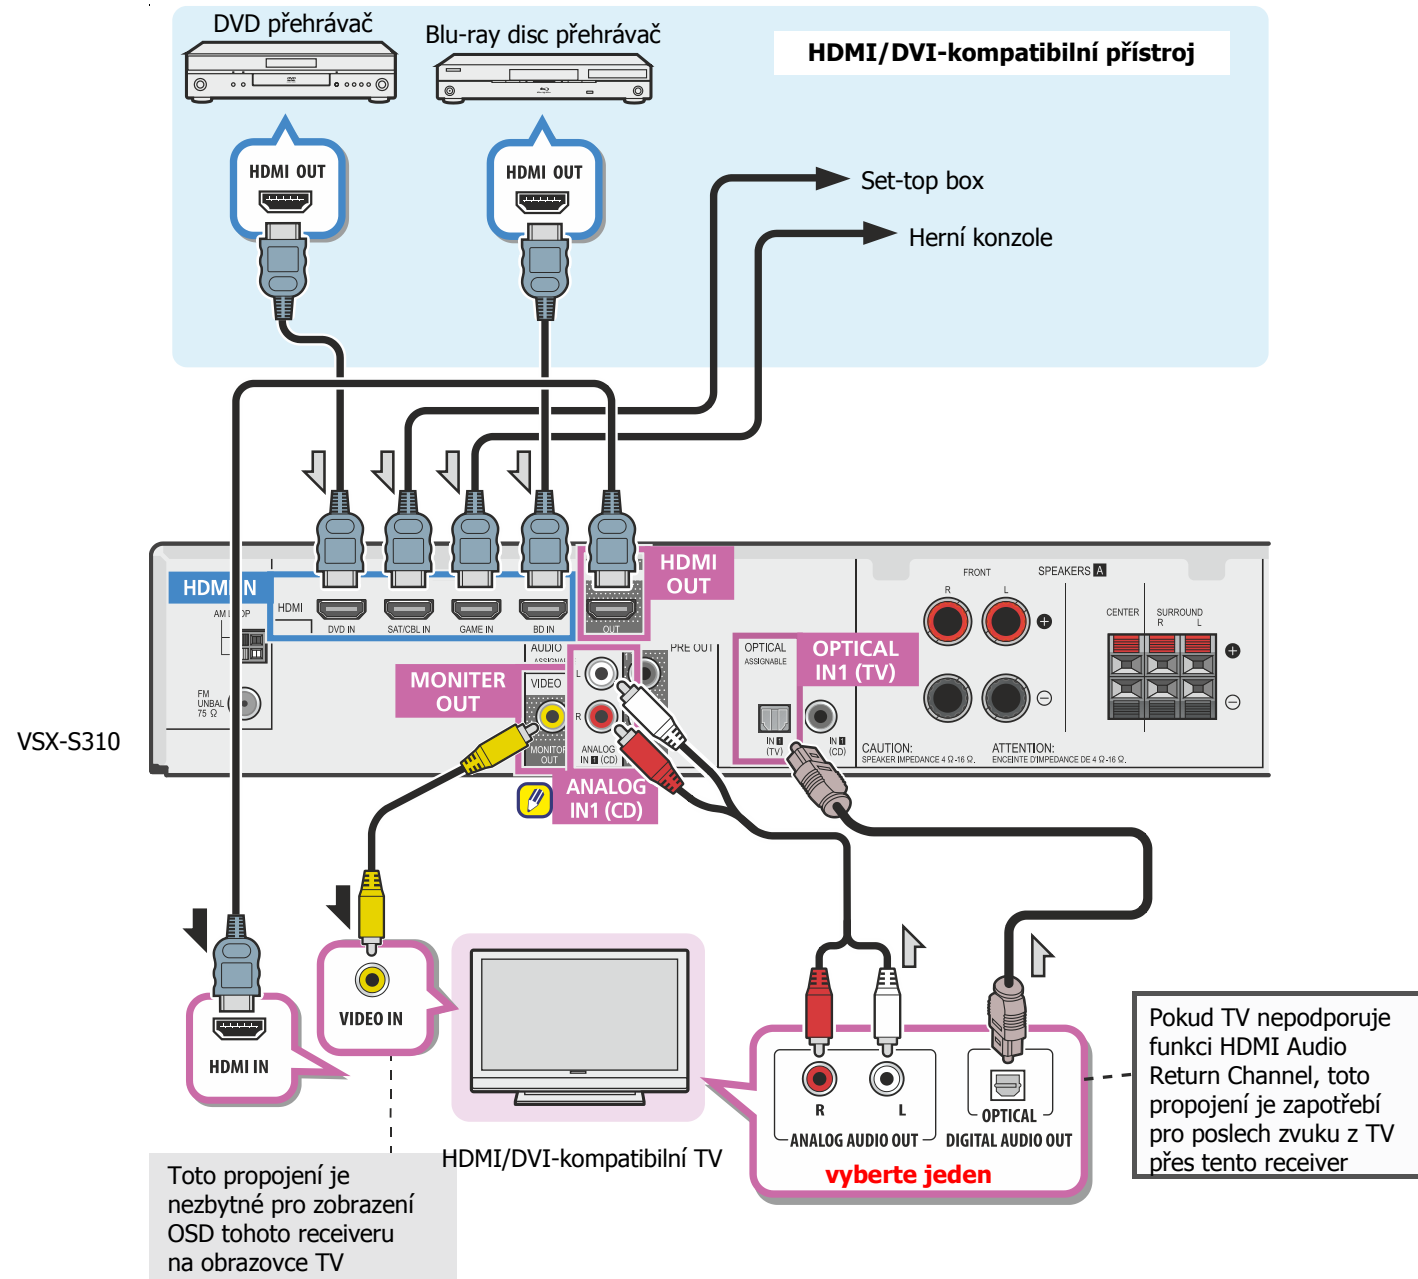 DVD přehrávač
Blu-ray disc přehrávač
HDMI/DVI-kompatibilní přístroj
HDMI OUT
HDMI OUT
Set-top box
Herní konzole
HDMI
OUT
HDMI IN
AM LOOP
HDMI
DVD IN
SAT/CBL IN
GAME IN
BD IN
OUT
FRONT
SPEAKERS A
R
L
CENTER
SURROUND
R
L
AUDIO
PRE OUT
OPTICAL
ASSIGNABLE
OPTICAL
IN1 (TV)
MONITER
OUT
VIDEO
L
R
FM
UNBAL
75 Ω
MONITOR
OUT
ANALOG
IN 1 (CD)
IN 1
(TV)
IN 1
(CD)
CAUTION:
SPEAKER IMPEDANCE 4 Ω-16 Ω.
ATTENTION:
ENCEINTE D'IMPEDANCE DE 4 Ω-16 Ω.
VSX-S310
ANALOG
IN1 (CD)
VIDEO IN
HDMI IN
R
L
ANALOG AUDIO OUT
OPTICAL
DIGITAL AUDIO OUT
vyberte jeden
HDMI/DVI-kompatibilní TV
Pokud TV nepodporuje
funkci HDMI Audio
Return Channel, toto
propojení je zapotřebí
pro poslech zvuku z TV
přes tento receiver
Toto propojení je
nezbytné pro zobrazení
OSD tohoto receiveru
na obrazovce TV